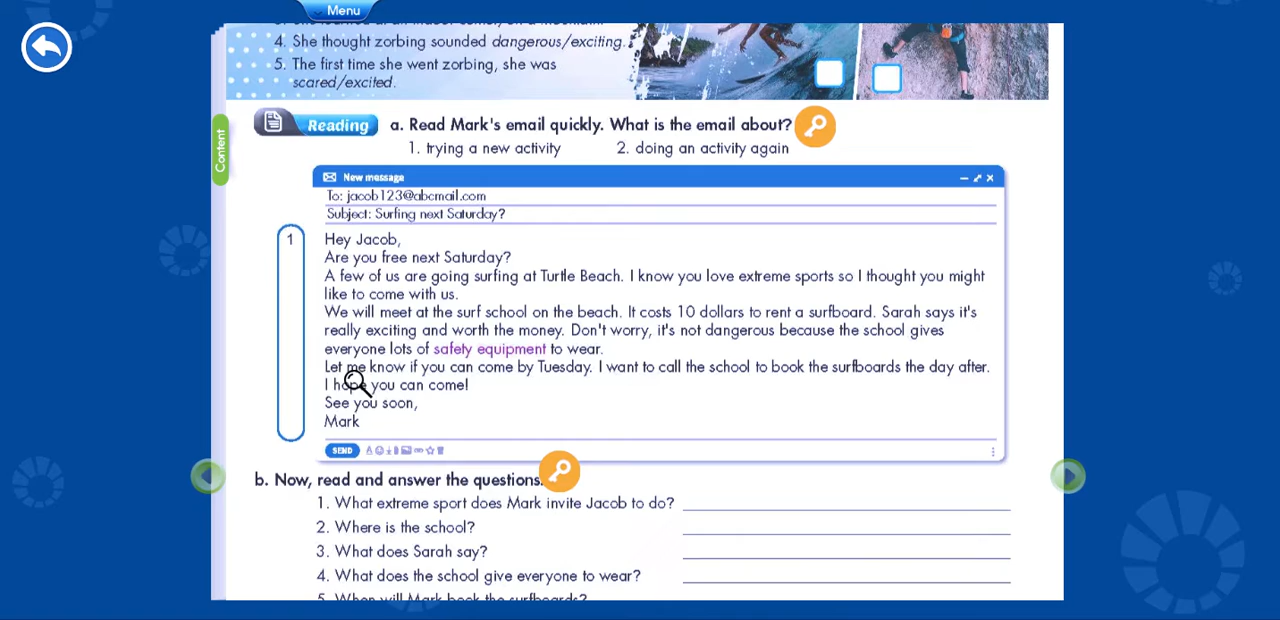 Menu
4. She thought zorbing sounded dangerous/exciting.
5. The first time she went zorbing, she was
scared/excited.
Content
Reading
a. Read Mark's email quickly. What is the email about?
1. trying a new activity
2. doing an activity again
New message
To: jacob123@abcmail.com
Subject: Surfing next Saturday?
1
Hey Jacob,
Are you free next Saturday?
A few of us are going surfing at Turtle Beach. I know you love extreme sports so I thought you might
like to come with us.
We will meet at the surf school on the beach. It costs 10 dollars to rent a surfboard. Sarah says it's
really exciting and worth the money. Don't worry, it's not dangerous because the school gives
everyone lots of safety equipment to wear.
Let me know if you can come by Tuesday. I want to call the school to book the surfboards the day after.
I hope you can come!
See you soon,
Mark
SEND
b. Now, read and answer the questions.
1. What extreme sport does Mark invite Jacob to do?
2. Where is the school?
3. What does Sarah say?
4. What does the school give everyone to wear?
5. When will Mark book the surfboards?